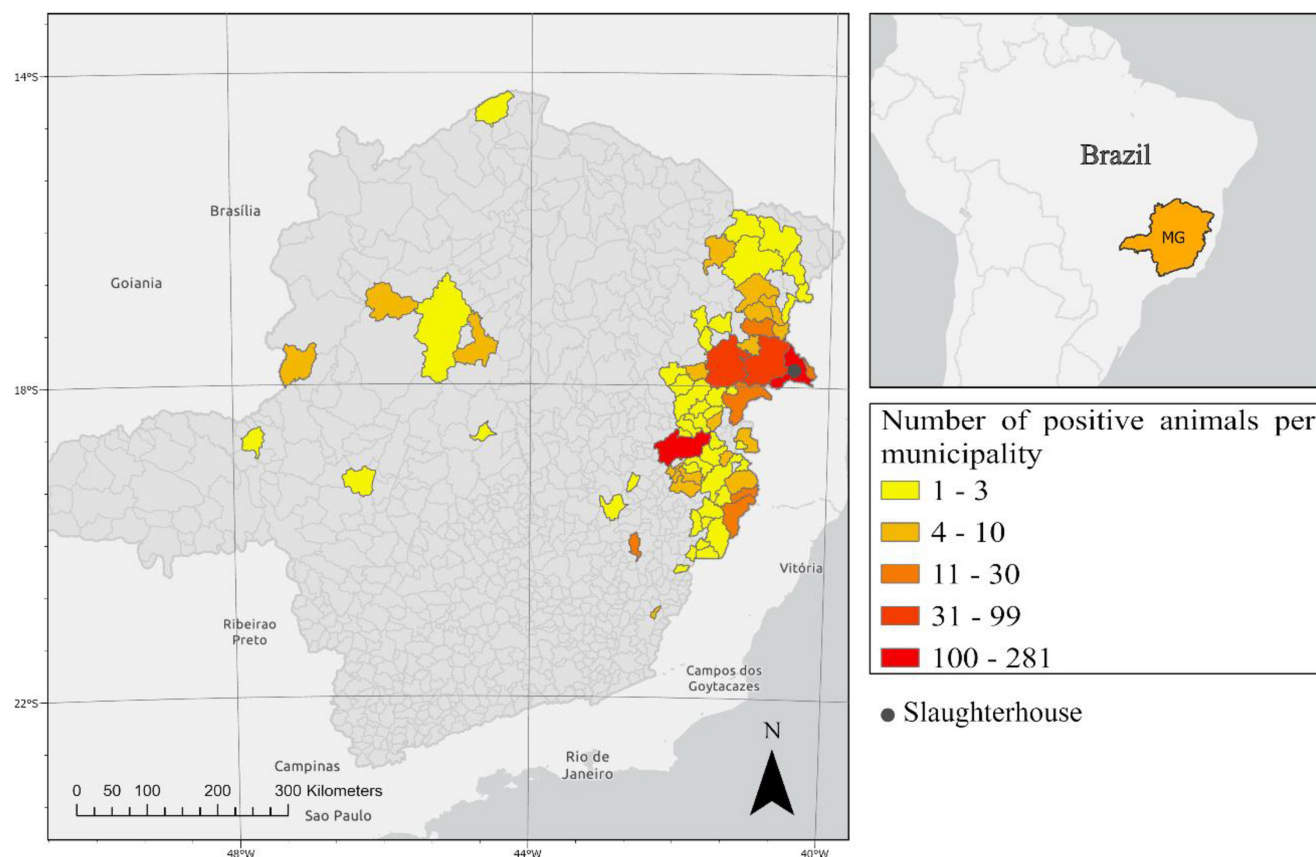 14°S
18°S
22°S
48°W
44°W
40°W
Brasília
Goiania
Ribeirao
Preto
Vitória
Campos dos
Goytacazes
Rio de
Janeiro
Campinas
Sao Paulo
0 50 100 200 300 Kilometers
N
Brazil
MG
Number of positive animals per
municipality
1 - 3
4 - 10
11 - 30
31 - 99
100 - 281
Slaughterhouse